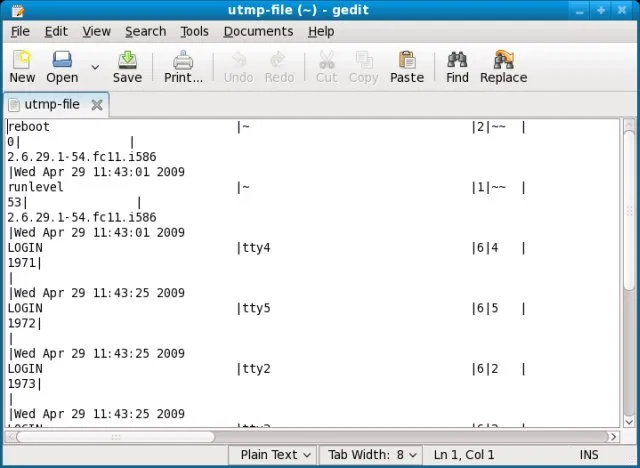 utmp-file (~) - gedit
File Edit View Search Tools Documents Help
New Open Save Print... Undo Redo Cut Copy Paste Find Replace
utmp-file
reboot |~ |2|~~ |
0| |
2.6.29.1-54.fc11.i586
|Wed Apr 29 11:43:01 2009
runlevel |~ |1|~~ |
53| |
2.6.29.1-54.fc11.i586
|Wed Apr 29 11:43:01 2009
LOGIN |tty4 |6|4 |
1971|
|
|Wed Apr 29 11:43:25 2009
LOGIN |tty5 |6|5 |
1972|
|
|Wed Apr 29 11:43:25 2009
LOGIN |tty2 |6|2 |
1973|
|
|Wed Apr 29 11:43:25 2009
Plain Text Tab Width: 8 Ln 1, Col 1 INS